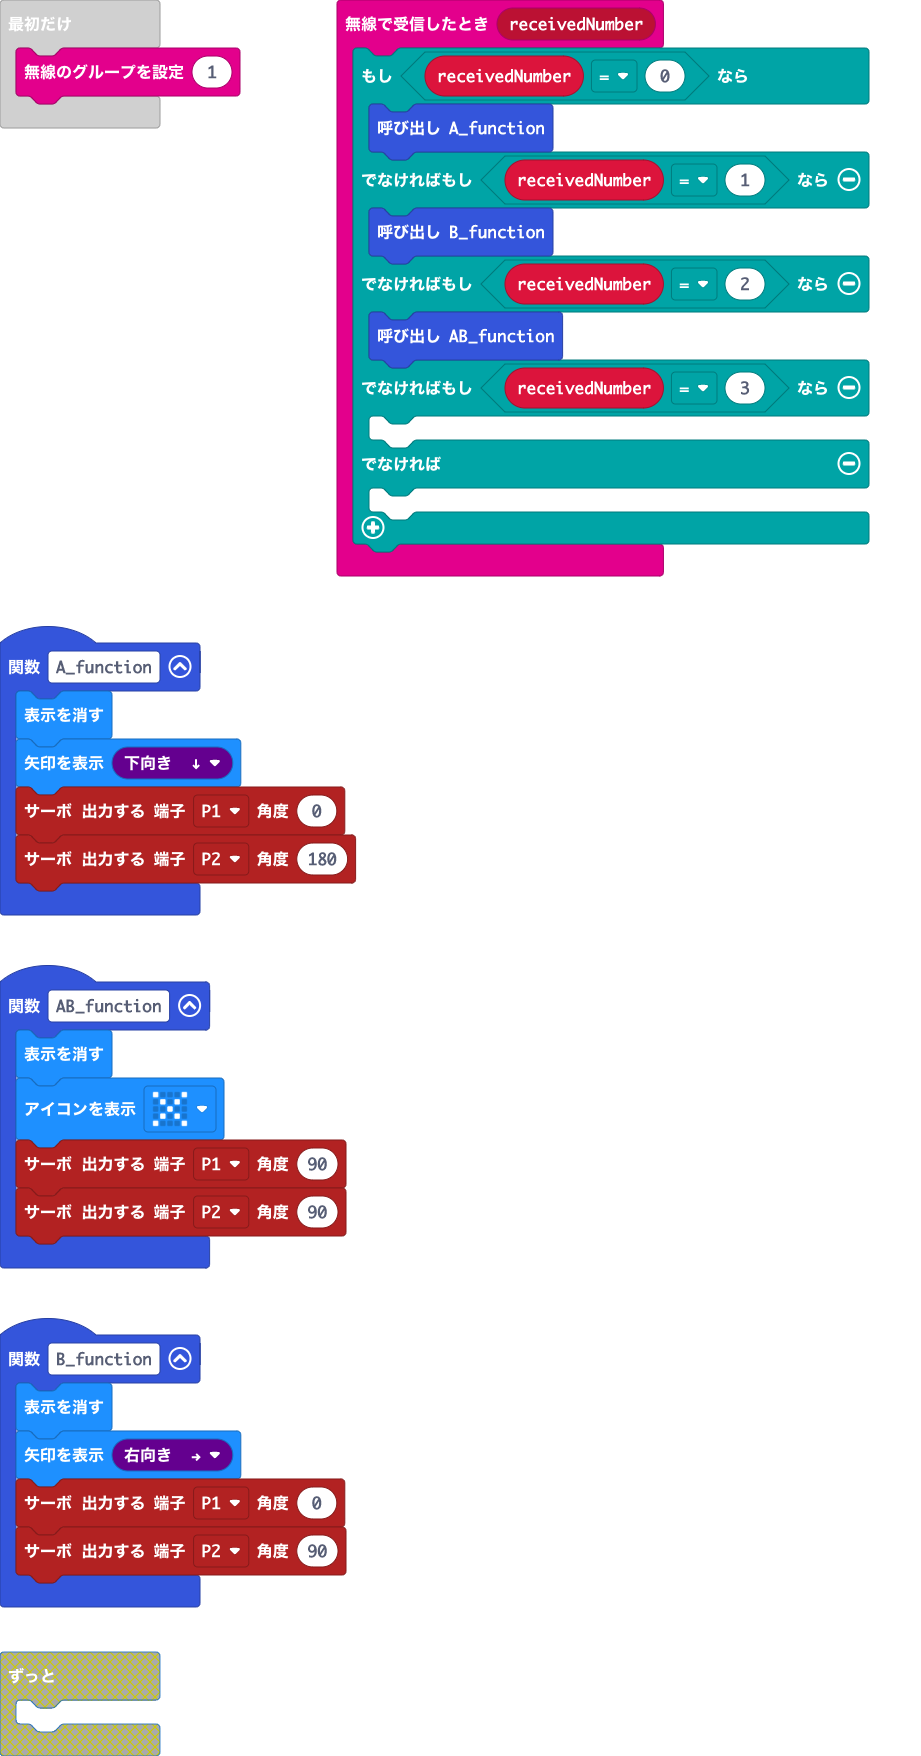 最初だけ
無線のグループを設定 1
無線で受信したとき receivedNumber
もし receivedNumber = 0 なら
呼び出し A_function
でなければもし receivedNumber = 1 なら
呼び出し B_function
でなければもし receivedNumber = 2 なら
呼び出し AB_function
でなければもし receivedNumber = 3 なら
でなければ
関数 A_function
表示を消す
矢印を表示 下向き ↓
サーボ 出力する 端子 P1 角度 0
サーボ 出力する 端子 P2 角度 180
関数 AB_function
表示を消す
アイコンを表示
サーボ 出力する 端子 P1 角度 90
サーボ 出力する 端子 P2 角度 90
関数 B_function
表示を消す
矢印を表示 右向き →
サーボ 出力する 端子 P1 角度 0
サーボ 出力する 端子 P2 角度 90
ずっと